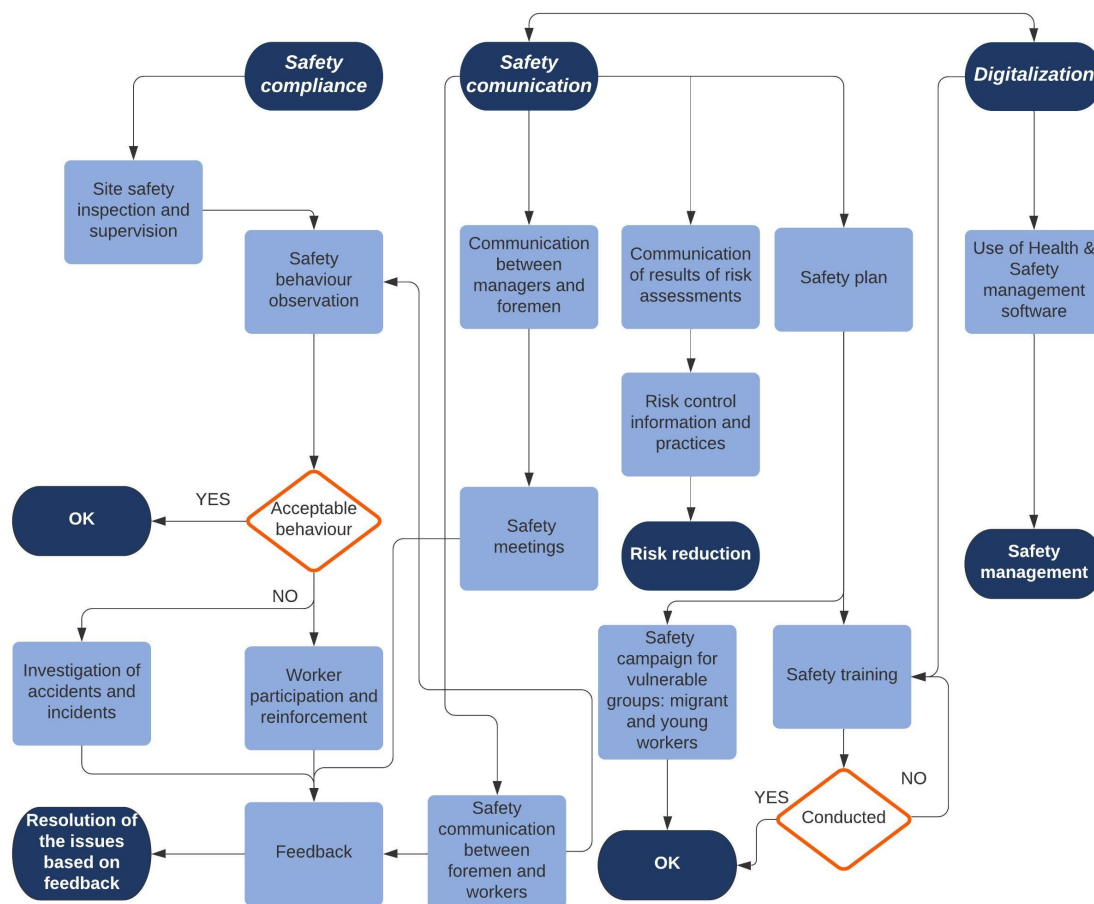 Safety
compliance
Safety
comunication
Digitalization
Site safety
inspection and
supervision
Safety
behaviour
observation
Communication
between
managers and
foremen
Communication
of results of risk
assessments
Safety plan
Use of Health &
Safety
management
software
Risk control
information and
practices
YES
OK
Acceptable
behaviour
Safety
meetings
Risk reduction
Safety
management
NO
Investigation of
accidents and
incidents
Worker
participation and
reinforcement
Safety
campaign for
vulnerable
groups: migrant
and young
workers
Safety training
NO
YES
Conducted
Resolution of
the issues
based on
feedback
Feedback
Safety
communication
between
foremen and
workers
OK